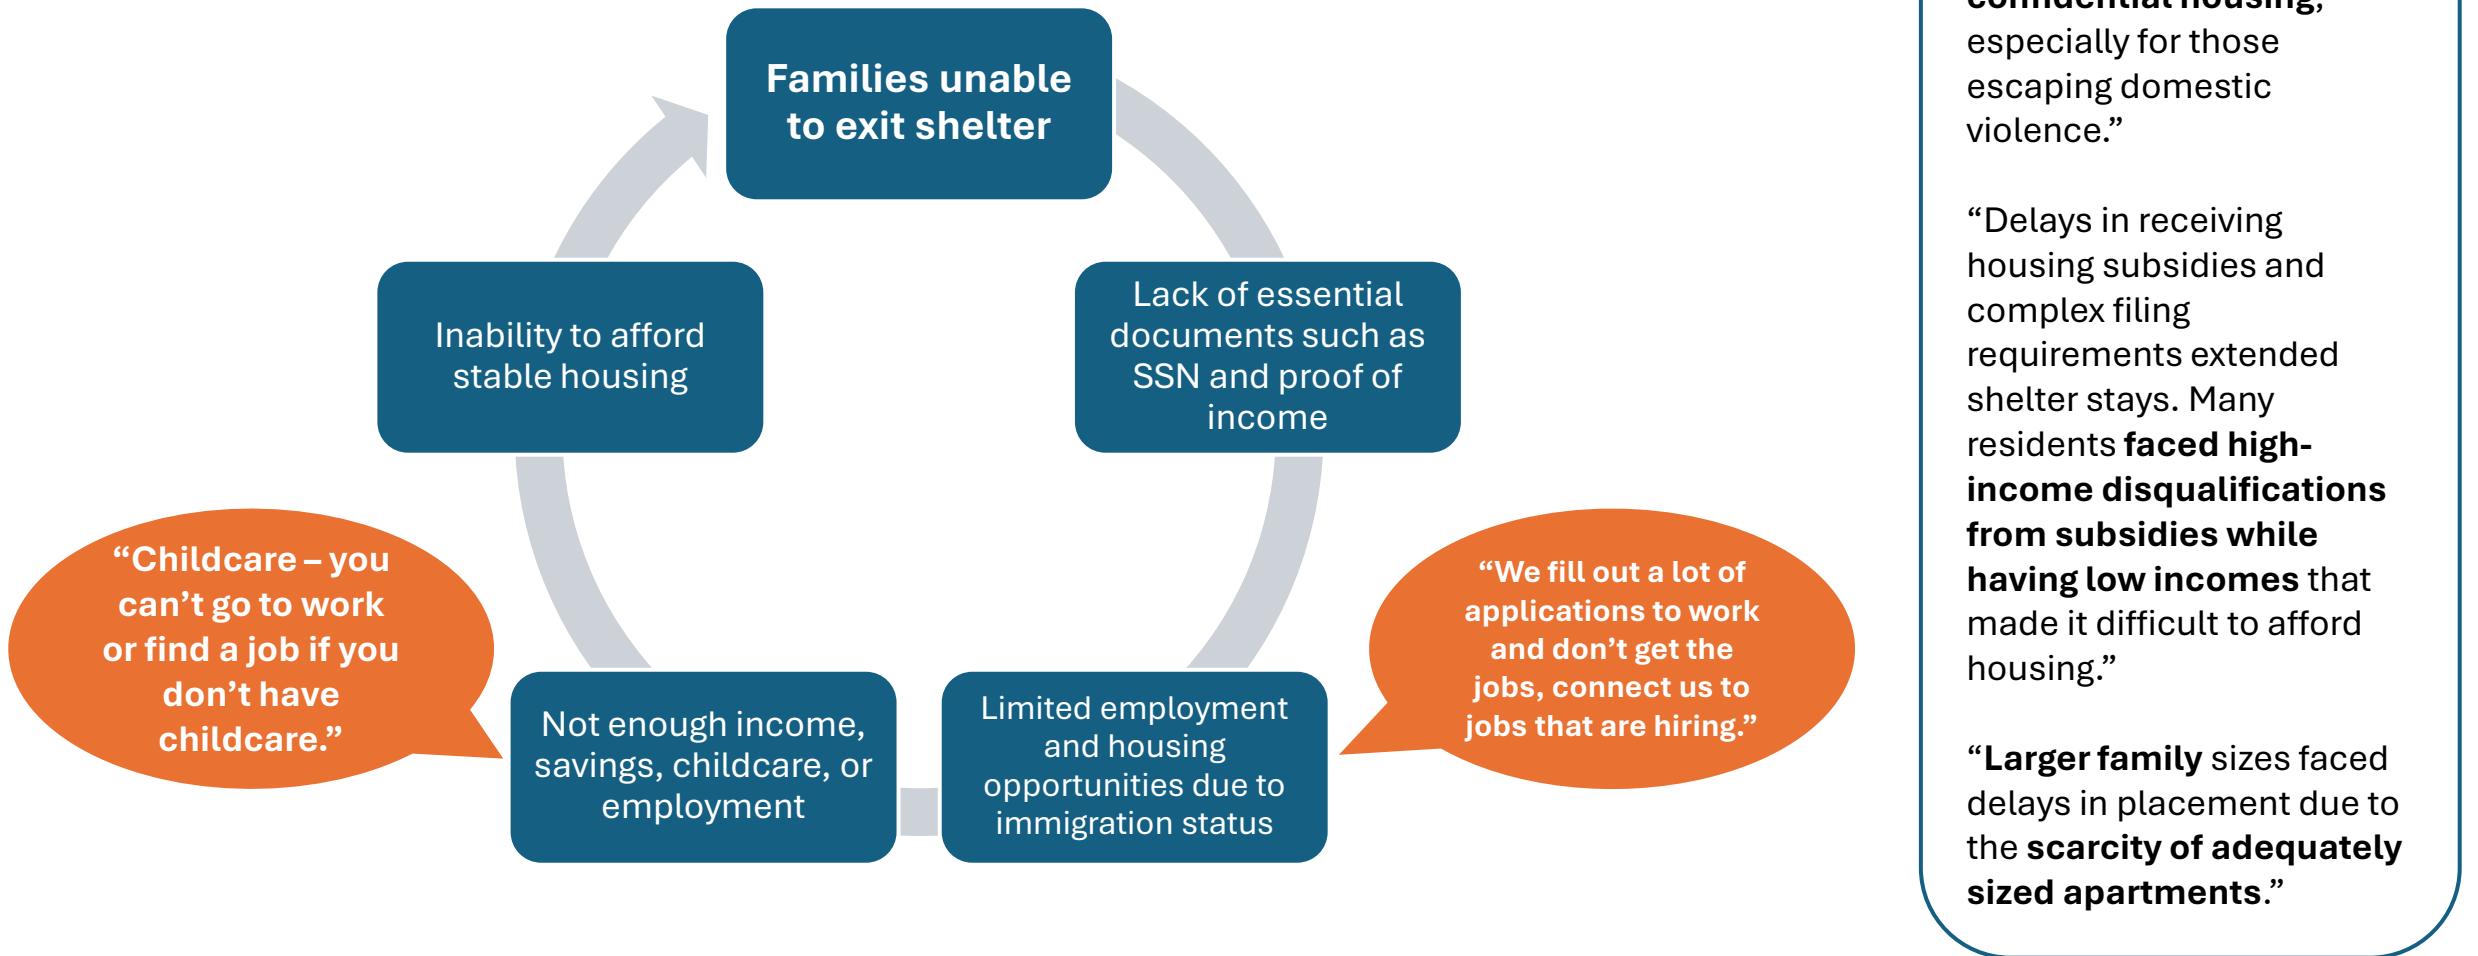 Families unable
to exit shelter
Lack of essential
documents such as
SSN and proof of
income
Limited employment
and housing
opportunities due to
immigration status
Not enough income,
savings, childcare, or
employment
Inability to afford
stable housing
“Childcare – you
can’t go to work
or find a job if you
don’t have
childcare.”
“We fill out a lot of
applications to work
and don’t get the
jobs, connect us to
jobs that are hiring.”
confidential housing,
especially for those
escaping domestic
violence.”
“Delays in receiving
housing subsidies and
complex filing
requirements extended
shelter stays. Many
residents faced high-
income disqualifications
from subsidies while
having low incomes that
made it difficult to afford
housing.”
“Larger family sizes faced
delays in placement due to
the scarcity of adequately
sized apartments.”